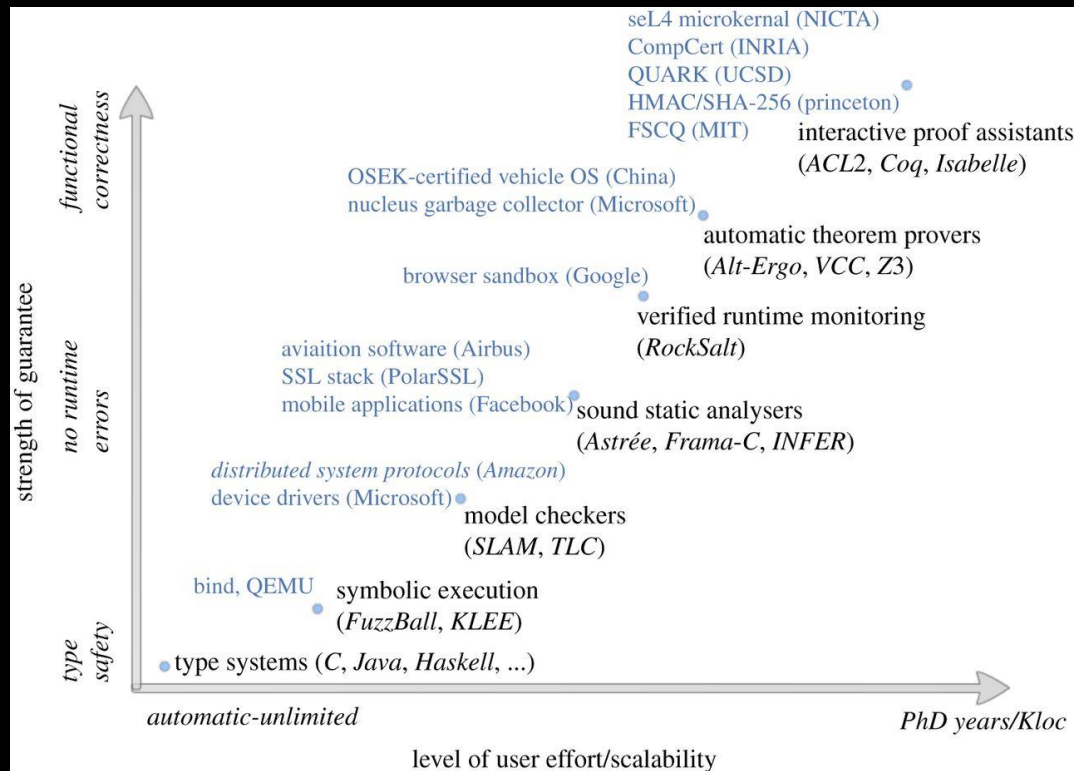 seL4 microkernal (NICTA)
CompCert (INRIA)
QUARK (UCSD)
HMAC/SHA-256 (princeton)
FSCQ (MIT)
interactive proof assistants
(ACL2, Coq, Isabelle)
OSEK-certified vehicle OS (China)
nucleus garbage collector (Microsoft)
automatic theorem provers
(Alt-Ergo, VCC, Z3)
browser sandbox (Google)
verified runtime monitoring
(RockSalt)
aviaition software (Airbus)
SSL stack (PolarSSL)
mobile applications (Facebook)
sound static analysers
(Astrée, Frama-C, INFER)
distributed system protocols (Amazon)
device drivers (Microsoft)
model checkers
(SLAM, TLC)
bind, QEMU
symbolic execution
(FuzzBall, KLEE)
type systems (C, Java, Haskell, ...)
strength of guarantee
functional
correctness
no runtime
errors
type
safety
automatic-unlimited
PhD years/Kloc
level of user effort/scalability